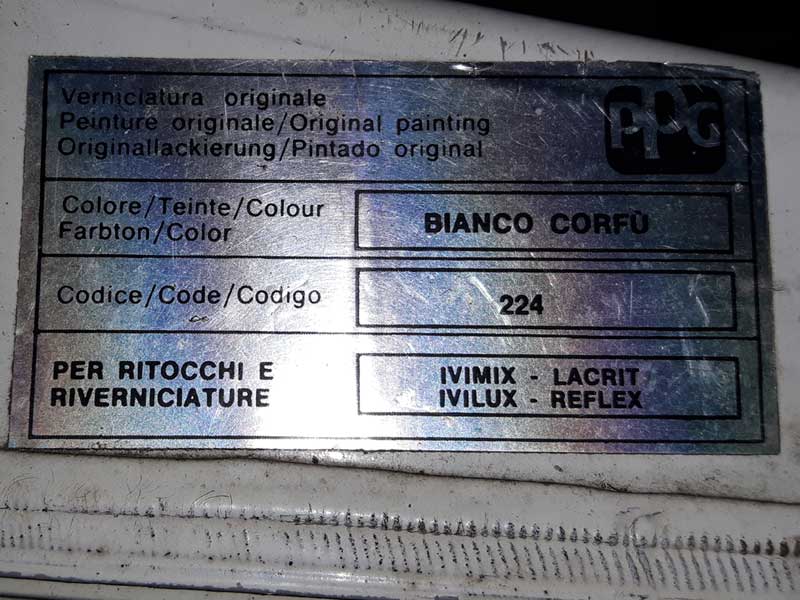 Verniciatura originale
Peinture originale/Original painting
Originallackierung/Pintado original
PPG
Colore/Teinte/Colour
Farbton/Color
BIANCO CORFÙ
Codice/Code/Codigo
224
PER RITOCCHI E
RIVERNICIATURE
IVIMIX - LACRIT
IVILUX - REFLEX